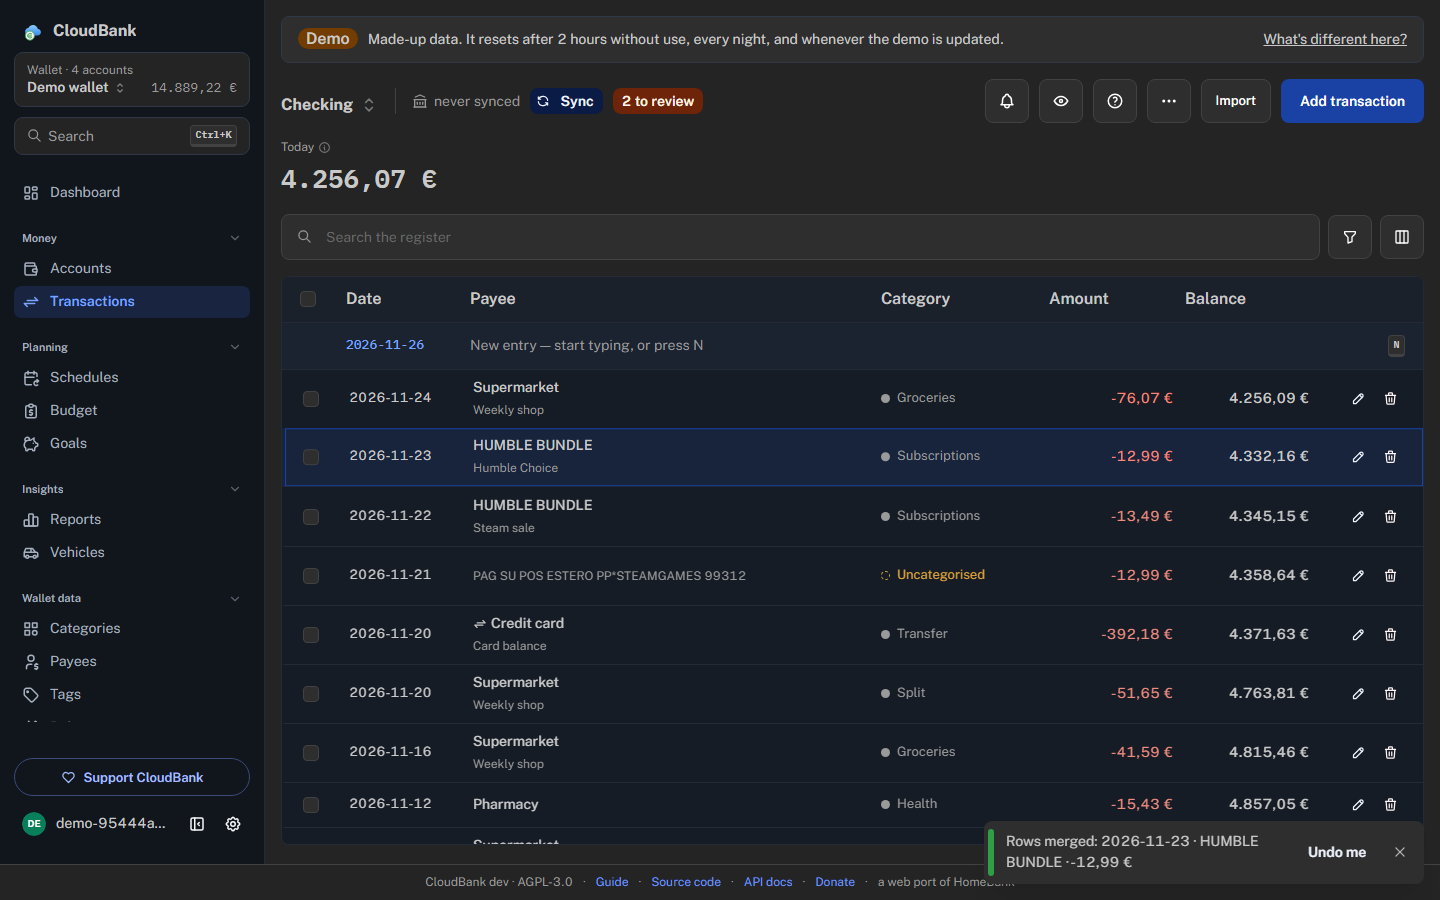 CloudBank
Wallet · 4 accounts
Demo wallet 14.889,22 €
Search Ctrl+K
Dashboard
Money
Accounts
Transactions
Planning
Schedules
Budget
Goals
Insights
Reports
Vehicles
Wallet data
Categories
Payees
Tags
Support CloudBank
DE demo-95444a...
Demo Made-up data. It resets after 2 hours without use, every night, and whenever the demo is updated. What's different here?
Checking never synced Sync 2 to review Import Add transaction
Today
4.256,07 €
Search the register
Date Payee Category Amount Balance
2026-11-26 New entry — start typing, or press N N
2026-11-24 Supermarket Groceries -76,07 € 4.256,09 €
Weekly shop
2026-11-23 HUMBLE BUNDLE Subscriptions -12,99 € 4.332,16 €
Humble Choice
2026-11-22 HUMBLE BUNDLE Subscriptions -13,49 € 4.345,15 €
Steam sale
2026-11-21 PAG SU POS ESTERO PP*STEAMGAMES 99312 Uncategorised -12,99 € 4.358,64 €
2026-11-20 Credit card Transfer -392,18 € 4.371,63 €
Card balance
2026-11-20 Supermarket Split -51,65 € 4.763,81 €
Weekly shop
2026-11-16 Supermarket Groceries -41,59 € 4.815,46 €
Weekly shop
2026-11-12 Pharmacy Health -15,43 € 4.857,05 €
Supermarket
Rows merged: 2026-11-23 · HUMBLE
BUNDLE · -12,99 €
Undo me
CloudBank dev · AGPL-3.0 · Guide · Source code · API docs · Donate · a web port of HomeBank